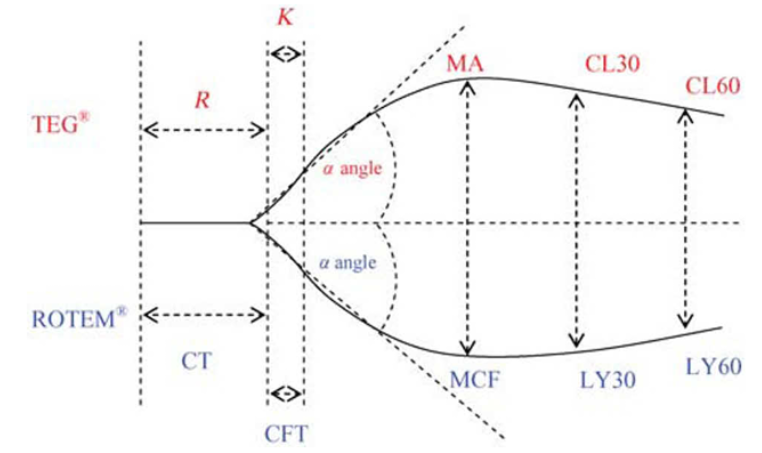 K
MA
CL30
CL60
R
TEG®
α angle
α angle
ROTEM®
CT
MCF
LY30
LY60
CFT